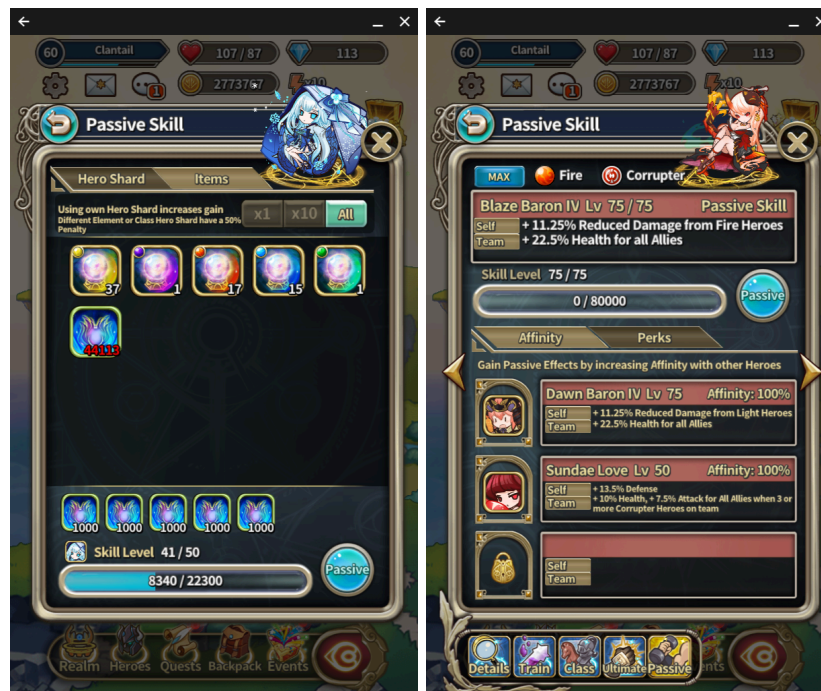 60
Clantail
107 / 87
113
1
2773767
x10
Passive Skill
Hero Shard
Items
Using own Hero Shard increases gain
Different Element or Class Hero Shard have a 50% Penalty
x1
x10
All
37
1
17
15
1
44113
1000
1000
1000
1000
1000
Skill Level 41 / 50
8340 / 22300
Passive
Realm
Heroes
Quests
Backpack
Events
60
Clantail
107 / 87
113
1
2773767
x10
Passive Skill
MAX
Fire
Corrupter
Blaze Baron IV Lv 75 / 75
Passive Skill
Self
+ 11.25% Reduced Damage from Fire Heroes
Team
+ 22.5% Health for all Allies
Skill Level 75 / 75
0 / 80000
Passive
Affinity
Perks
Gain Passive Effects by increasing Affinity with other Heroes
Dawn Baron IV Lv 75
Affinity: 100%
Self
+ 11.25% Reduced Damage from Light Heroes
Team
+ 22.5% Health for all Allies
Sundae Love Lv 50
Affinity: 100%
Self
+ 13.5% Defense
Team
+ 10% Health, + 7.5% Attack for All Allies when 3 or
more Corrupter Heroes on team
Self
Team
Details
Train
Class
Ultimate
Passive
nts